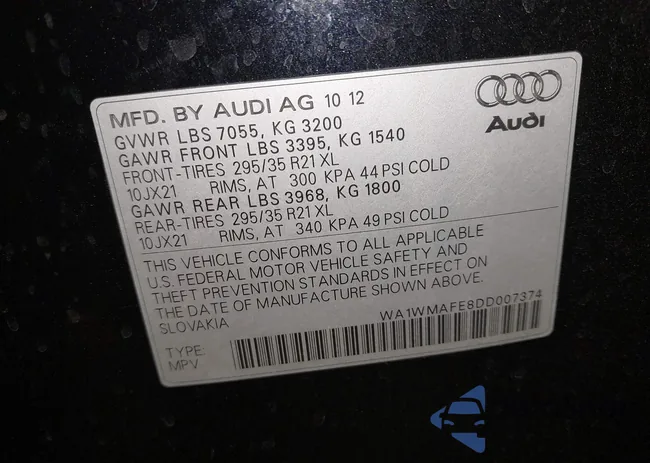 MFD. BY AUDI AG 10 12
GVWR LBS 7055, KG 3200
GAWR FRONT LBS 3395, KG 1540
FRONT-TIRES 295/35 R21 XL
10JX21 RIMS, AT 300 KPA 44 PSI COLD
GAWR REAR LBS 3968, KG 1800
REAR-TIRES 295/35 R21 XL
10JX21 RIMS, AT 340 KPA 49 PSI COLD
Audi
THIS VEHICLE CONFORMS TO ALL APPLICABLE
U.S. FEDERAL MOTOR VEHICLE SAFETY AND
THEFT PREVENTION STANDARDS IN EFFECT ON
THE DATE OF MANUFACTURE SHOWN ABOVE.
SLOVAKIA
WA1WMAFE8DD007374
TYPE:
MPV